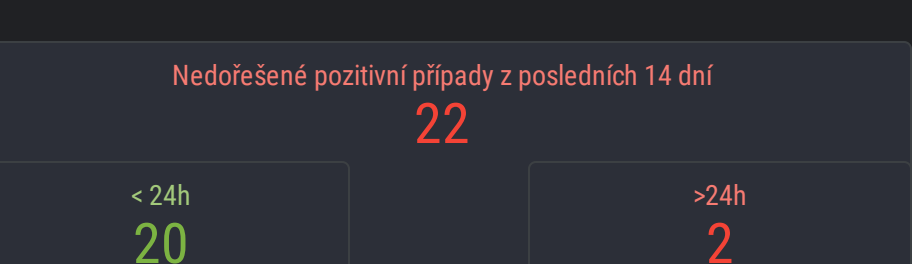 Nedořešené pozitivní případy z posledních 14 dní
22
< 24h
20
>24h
2